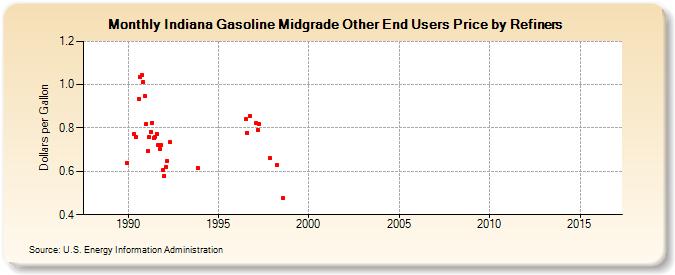 Monthly Indiana Gasoline Midgrade Other End Users Price by Refiners
Dollars per Gallon
1.2
1.0
0.8
0.6
0.4
1990 1995 2000 2005 2010 2015
Source: U.S. Energy Information Administration